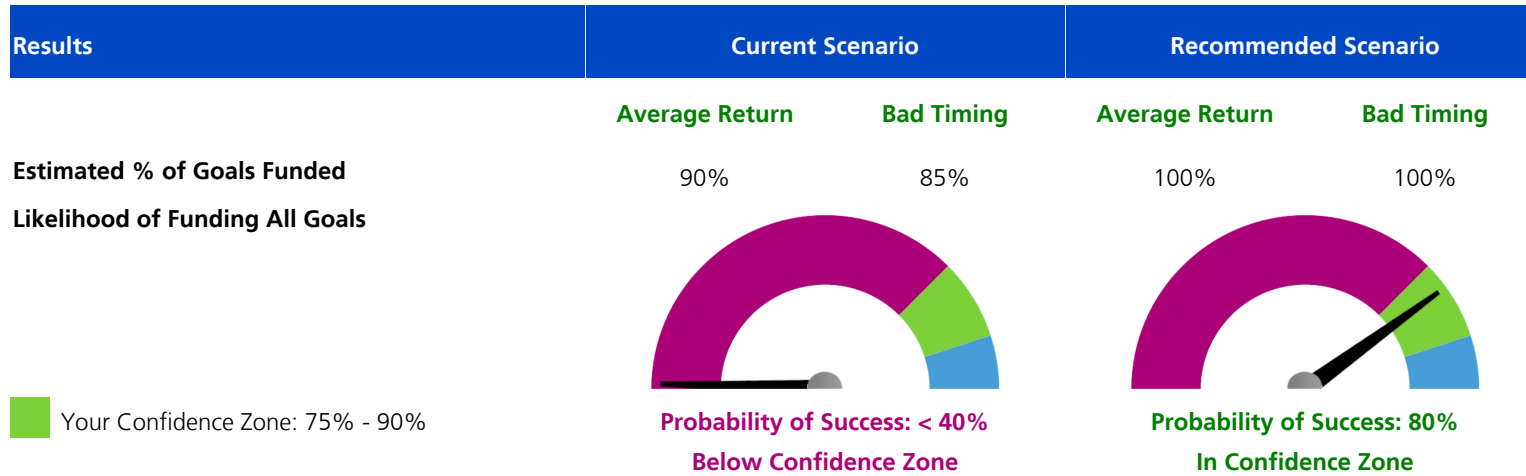 Results Current Scenario Recommended Scenario
Average Return Bad Timing Average Return Bad Timing
Estimated % of Goals Funded 90% 85% 100% 100%
Likelihood of Funding All Goals
Your Confidence Zone: 75% - 90% Probability of Success: < 40% Probability of Success: 80%
Below Confidence Zone In Confidence Zone